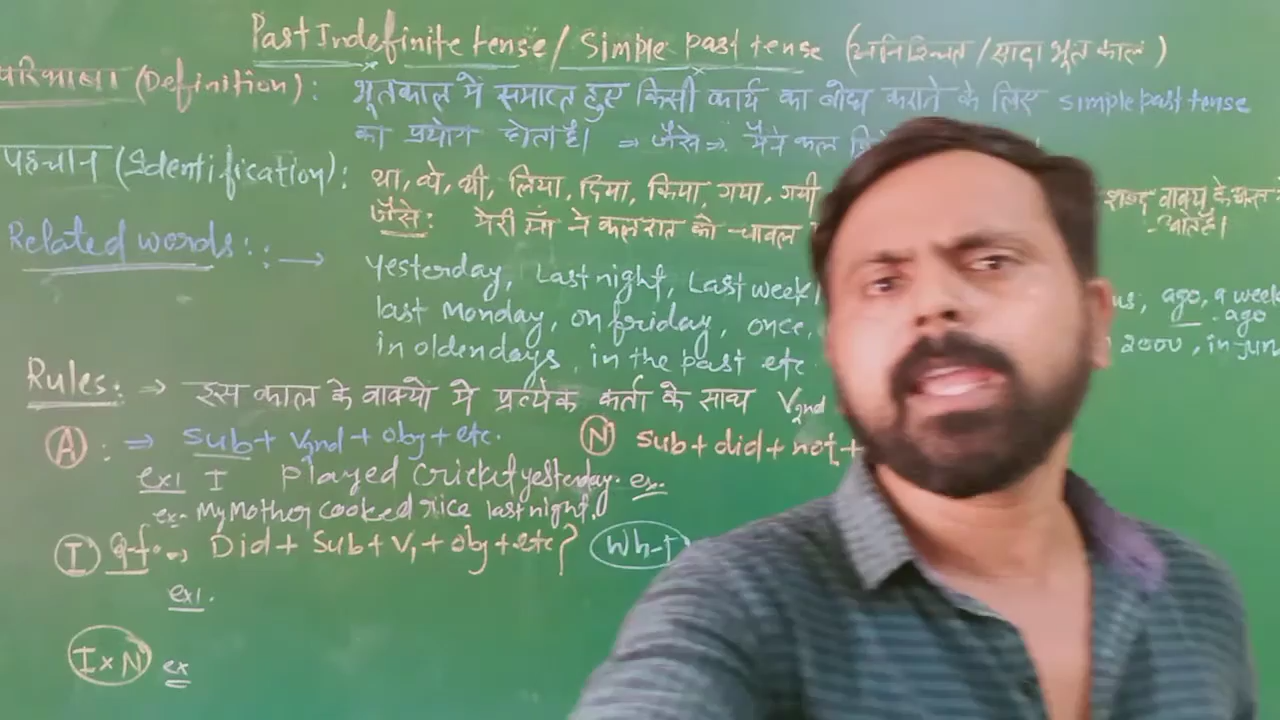 Past Indefinite tense / Simple past tense (अनिश्चित / सादा भूत काल)
परिभाषा (Definition): भूतकाल में समाप्त हुए किसी कार्य का बोध कराने के लिए simple past tense
का प्रयोग होता है। ⇒ जैसे ⇒ मैंने कल
पहचान (Identification): था, थे, थी, लिया, दिया, किया, गया, गयी शब्द वाक्य के अन्त
जैसे: मेरी माँ ने कल रात को चावल
Related words:: → yesterday, Last night, Last week ago, a week ago
last Monday, on friday, once, 2000, in jun
in olden days, in the past etc.
Rules: → इस काल के वाक्यो मे प्रत्येक कर्ता के साथ V2nd
(A): ⇒ sub + V2nd + obj + etc. (N) sub + did + not +
ex1 I played cricket yesterday. ex.
ex. My Mother cooked rice last night.
(I) Did + Sub + V1 + obj + etc? Wh-
ex1.
(I×N) ex